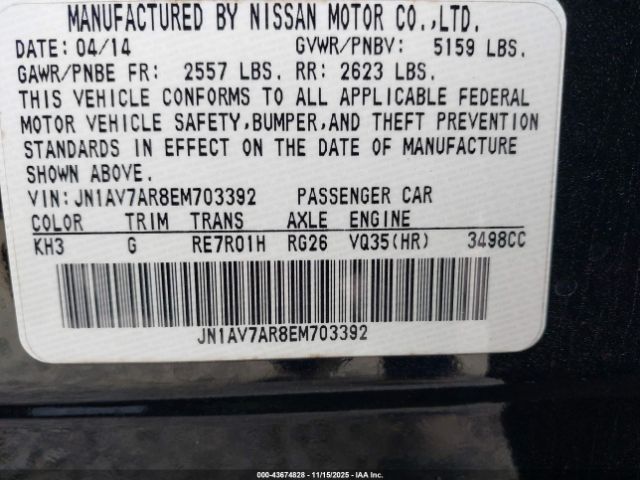 MANUFACTURED BY NISSAN MOTOR CO.,LTD.
DATE: 04/14 GVWR/PNBV: 5159 LBS.
GAWR/PNBE FR: 2557 LBS. RR: 2623 LBS.
THIS VEHICLE CONFORMS TO ALL APPLICABLE FEDERAL
MOTOR VEHICLE SAFETY,BUMPER,AND THEFT PREVENTION
STANDARDS IN EFFECT ON THE DATE OF MANUFACTURE
SHOWN ABOVE.
VIN:JN1AV7AR8EM703392 PASSENGER CAR
COLOR TRIM TRANS AXLE ENGINE
KH3 G RE7R01H RG26 VQ35(HR) 3498CC
JN1AV7AR8EM703392
000-43674828 - 11/15/2025 - IAAI, Inc.